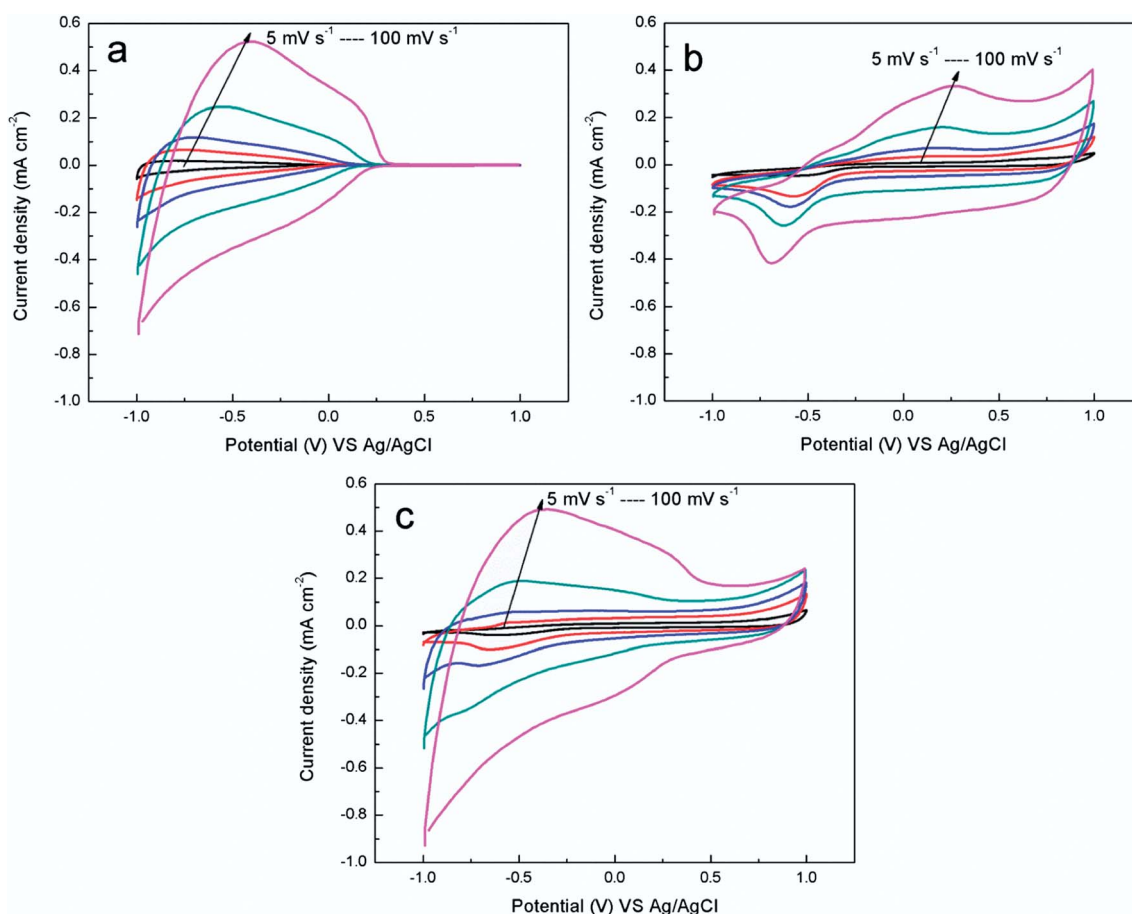 a
5 mV s⁻¹ ---- 100 mV s⁻¹
0.6
0.4
0.2
0.0
-0.2
-0.4
-0.6
-0.8
-1.0
Current density (mA cm⁻²)
-1.0 -0.5 0.0 0.5 1.0
Potential (V) VS Ag/AgCl
b
5 mV s⁻¹ ---- 100 mV s⁻¹
0.6
0.4
0.2
0.0
-0.2
-0.4
-0.6
-0.8
-1.0
Current density (mA cm⁻²)
-1.0 -0.5 0.0 0.5 1.0
Potential (V) VS Ag/AgCl
c
5 mV s⁻¹ ---- 100 mV s⁻¹
0.6
0.4
0.2
0.0
-0.2
-0.4
-0.6
-0.8
-1.0
Current density (mA cm⁻²)
-1.0 -0.5 0.0 0.5 1.0
Potential (V) VS Ag/AgCl